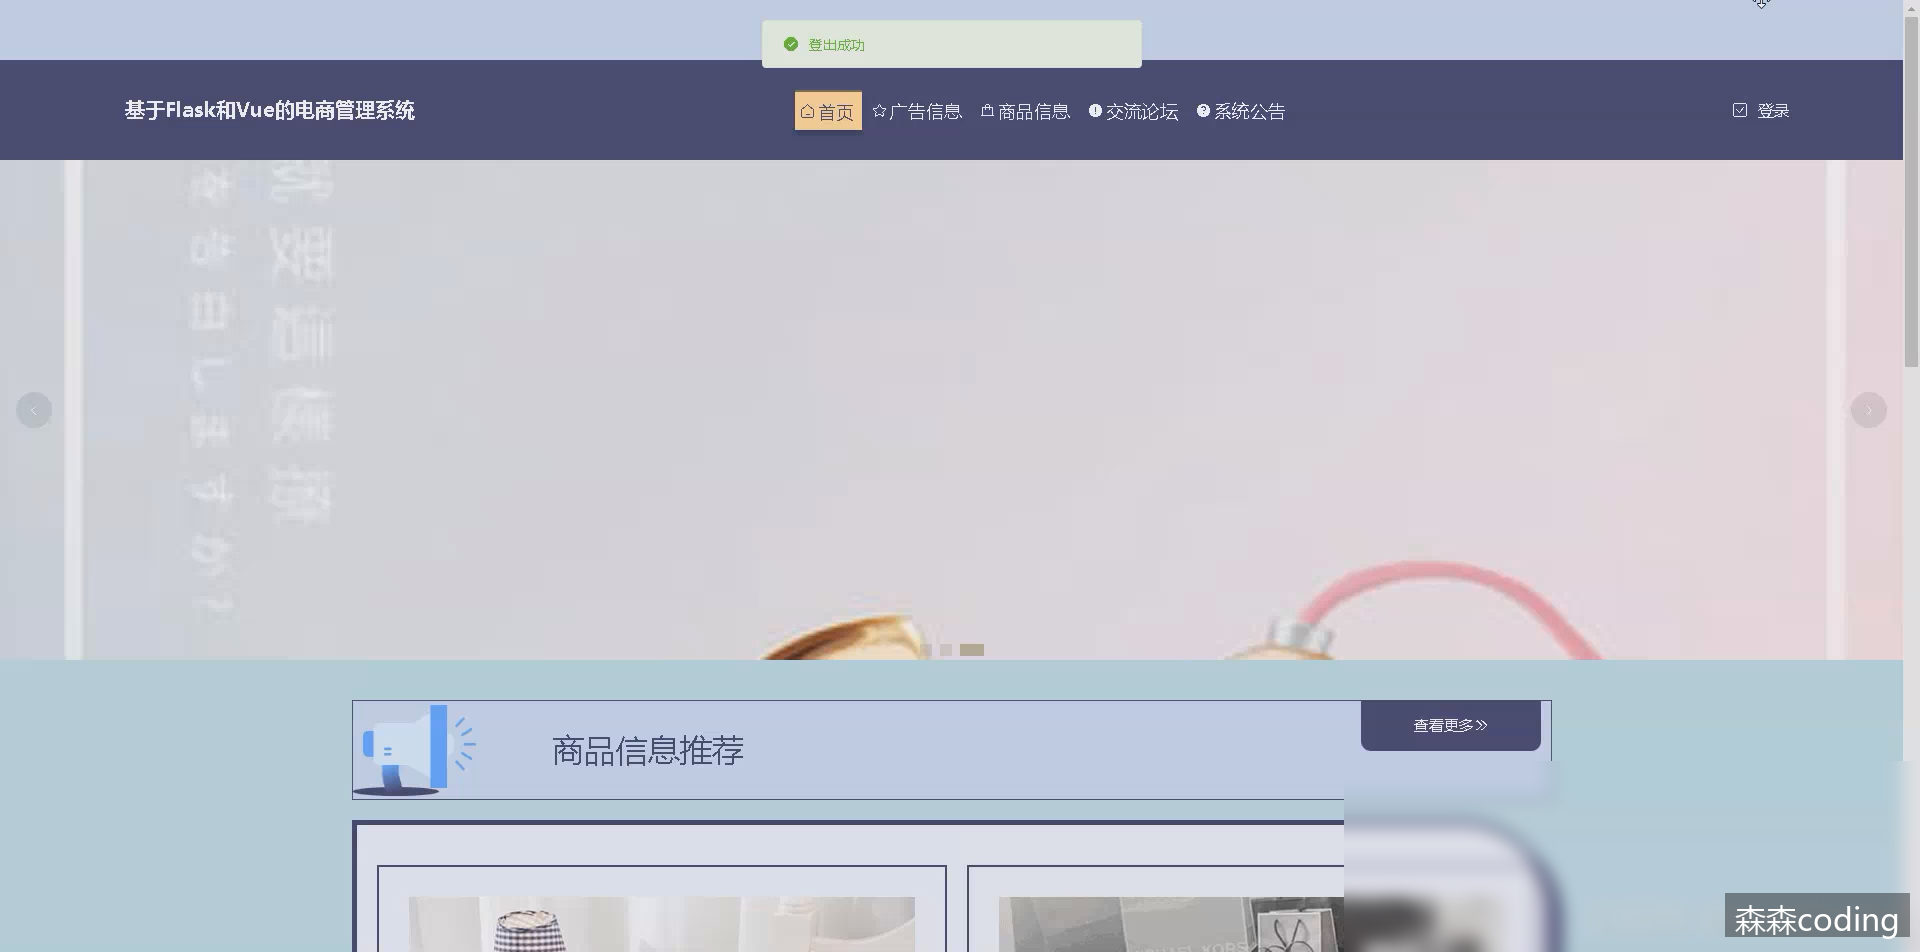 登出成功
基于Flask和Vue的电商管理系统
首页 广告信息 商品信息 交流论坛 系统公告
登录
商品信息推荐
查看更多
森森coding